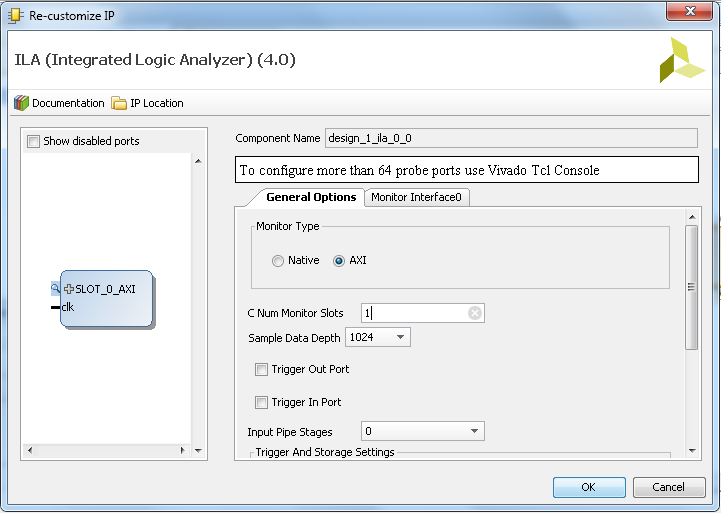 Re-customize IP
ILA (Integrated Logic Analyzer) (4.0)
Documentation IP Location
Show disabled ports
SLOT_0_AXI
clk
Component Name design_1_ila_0_0
To configure more than 64 probe ports use Vivado Tcl Console
General Options Monitor Interface0
Monitor Type
Native AXI
C Num Monitor Slots 1
Sample Data Depth 1024
Trigger Out Port
Trigger In Port
Input Pipe Stages 0
Trigger And Storage Settings
OK Cancel